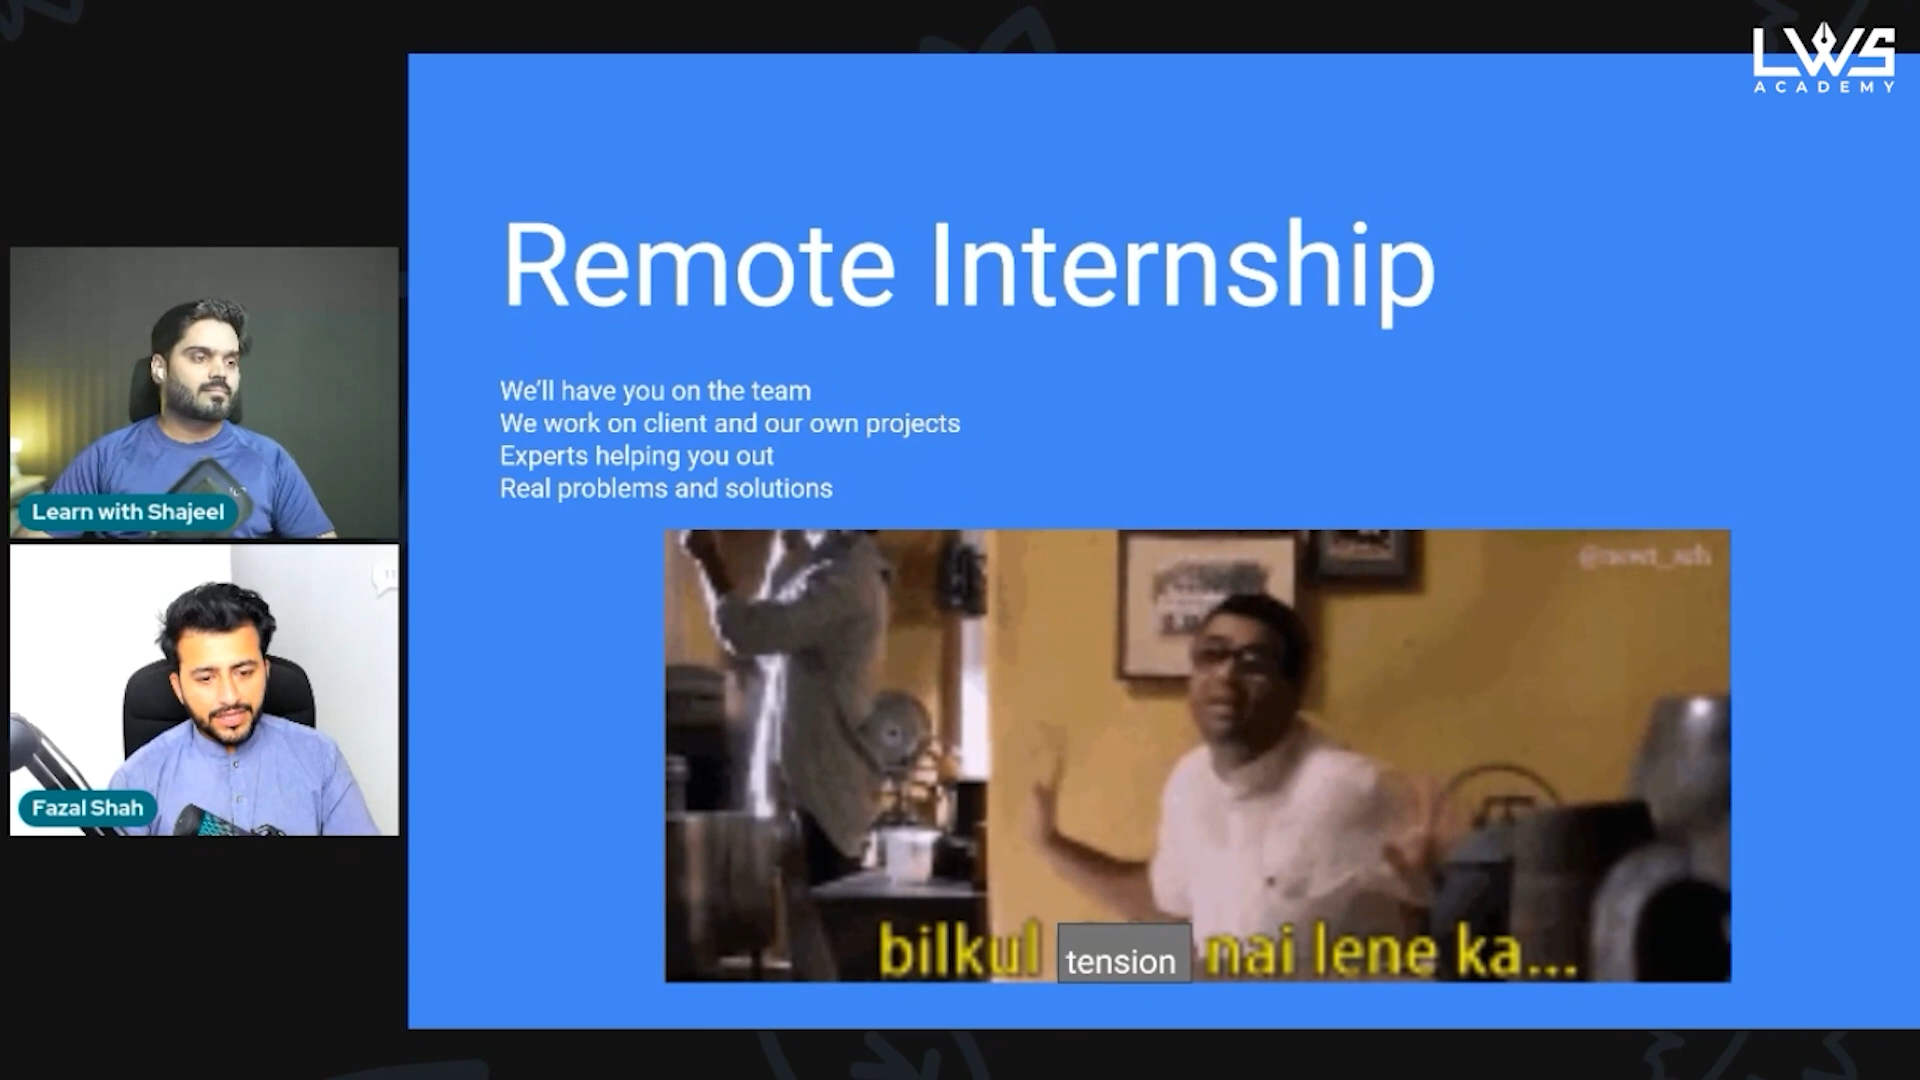 LWS
ACADEMY
Remote Internship
We'll have you on the team
We work on client and our own projects
Experts helping you out
Real problems and solutions
Learn with Shajeel
Fazal Shah
bilkul tension nai lene ka...